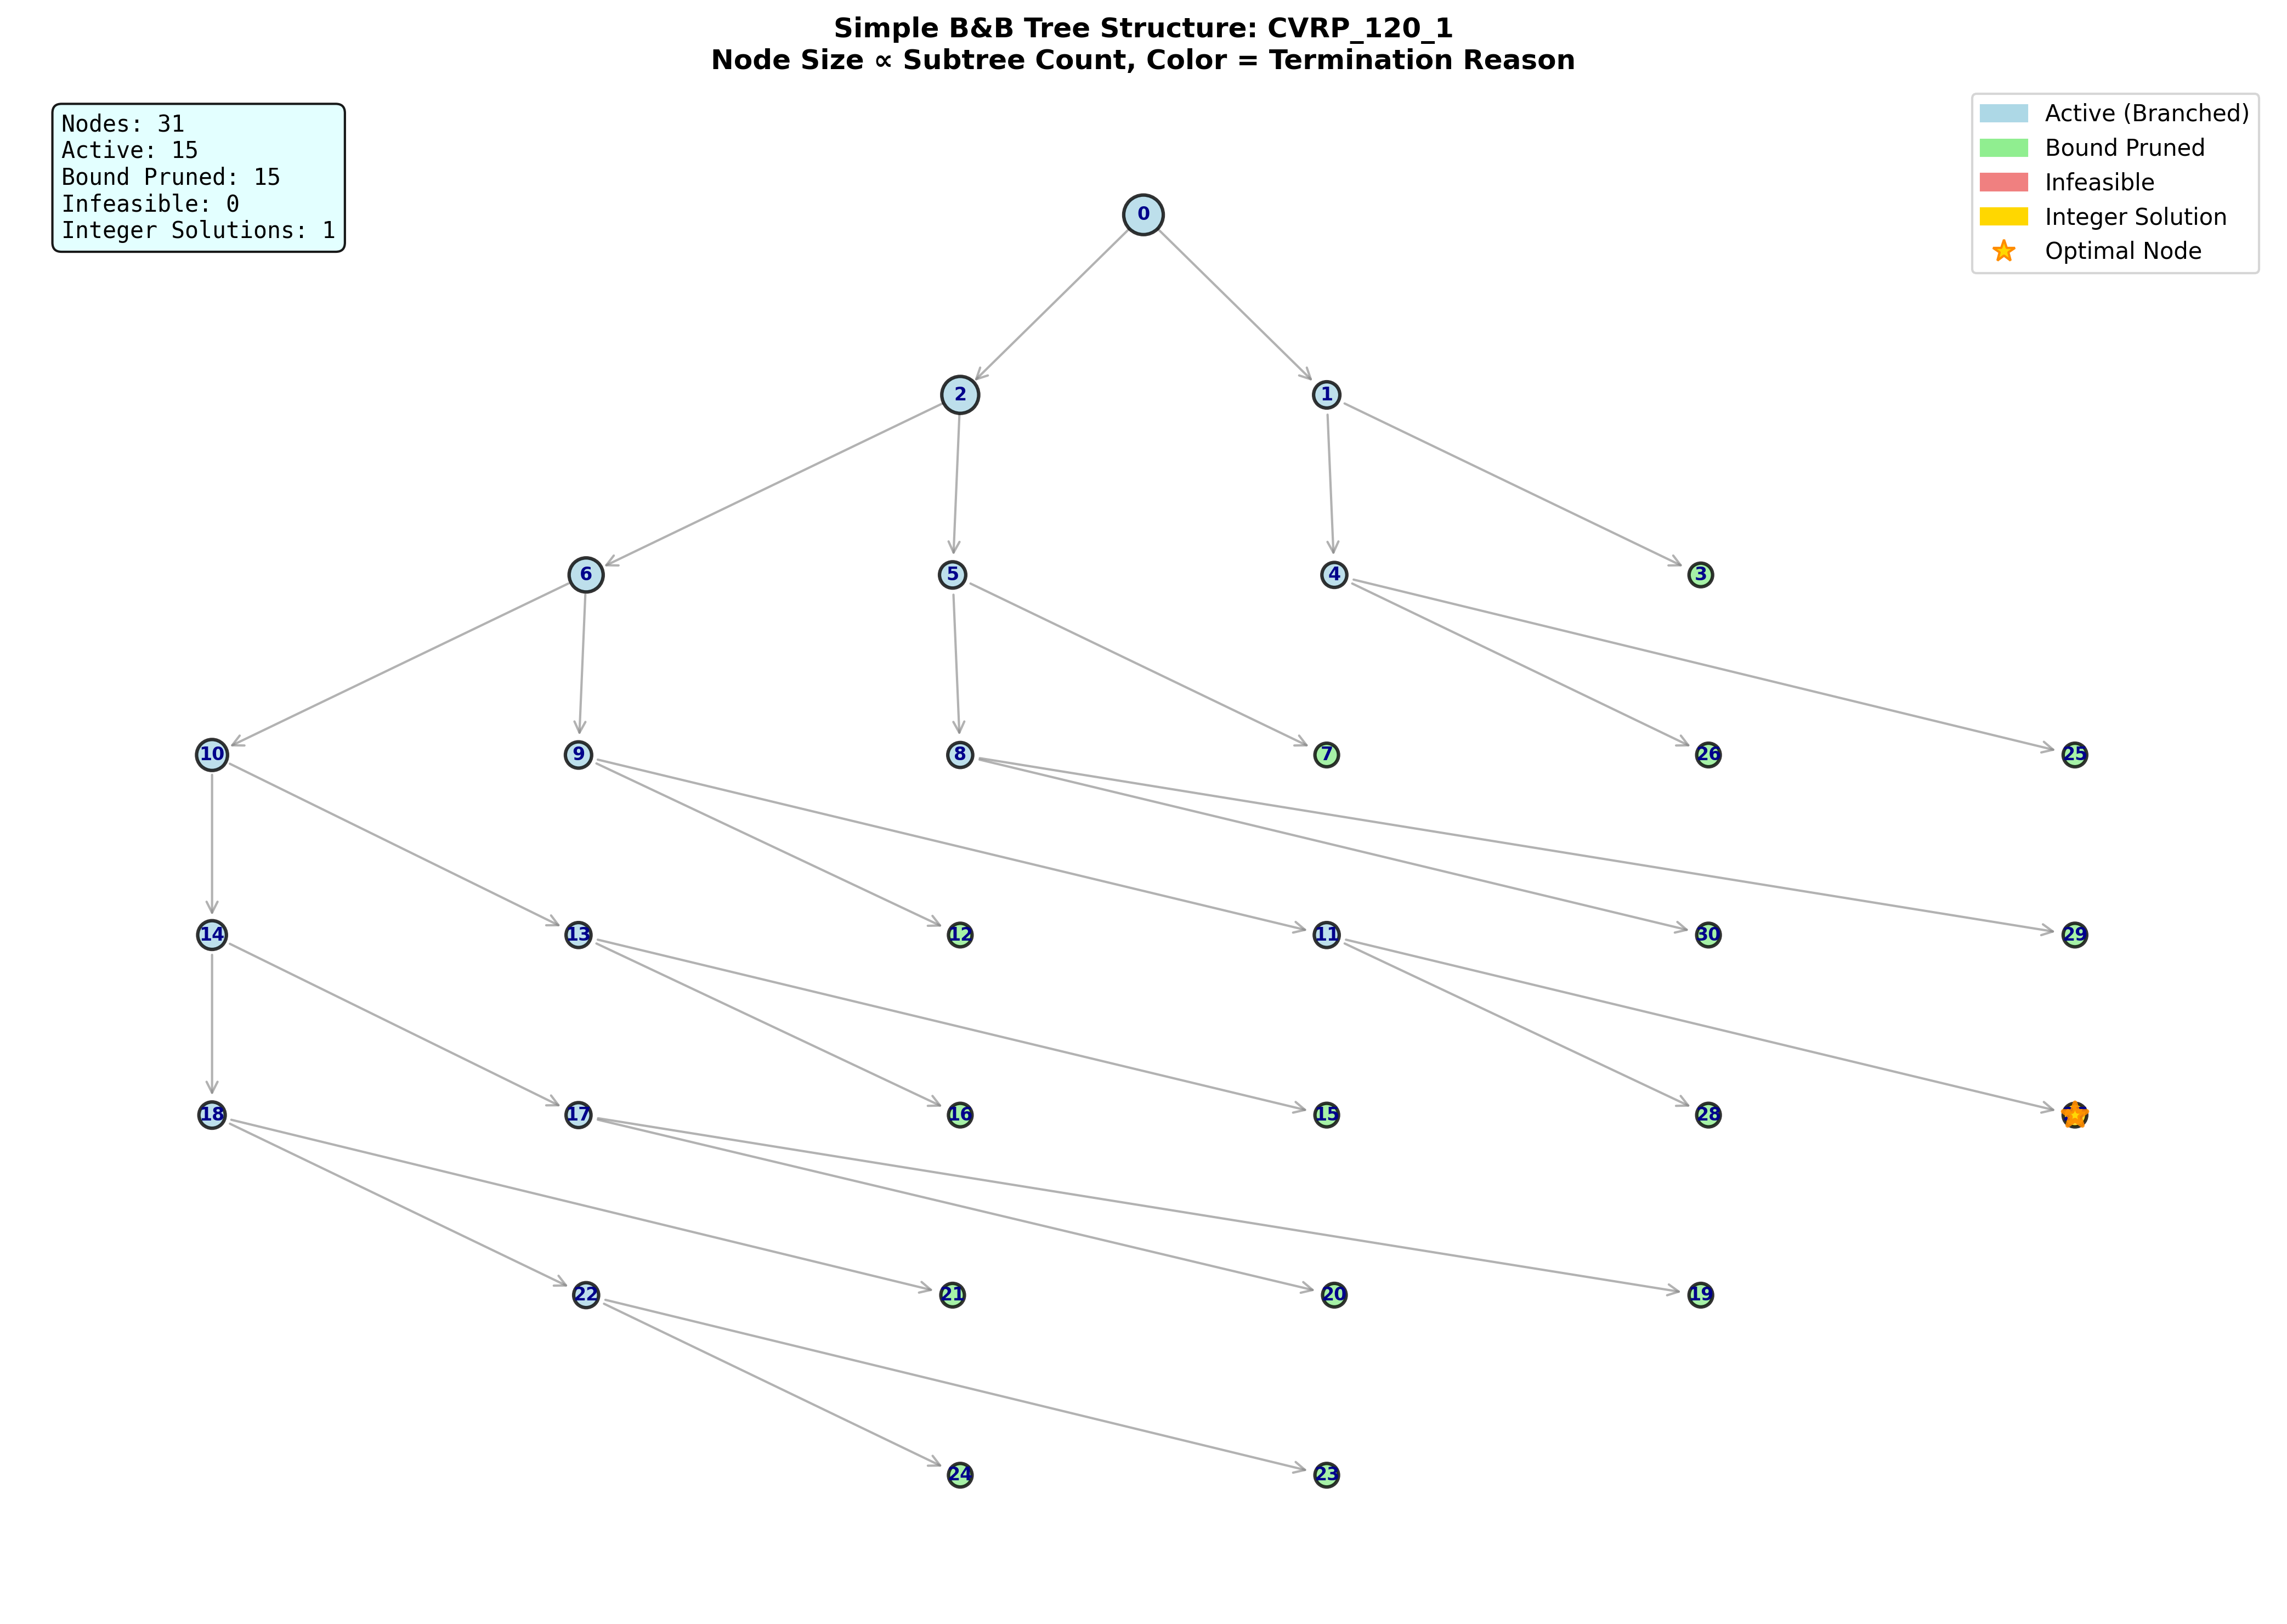 Simple B&B Tree Structure: CVRP_120_1
Node Size ∝ Subtree Count, Color = Termination Reason
Nodes: 31
Active: 15
Bound Pruned: 15
Infeasible: 0
Integer Solutions: 1
Active (Branched)
Bound Pruned
Infeasible
Integer Solution
Optimal Node
0
2
1
6
5
4
3
10
9
8
7
26
25
14
13
12
11
30
29
18
17
16
15
28
22
21
20
19
24
23